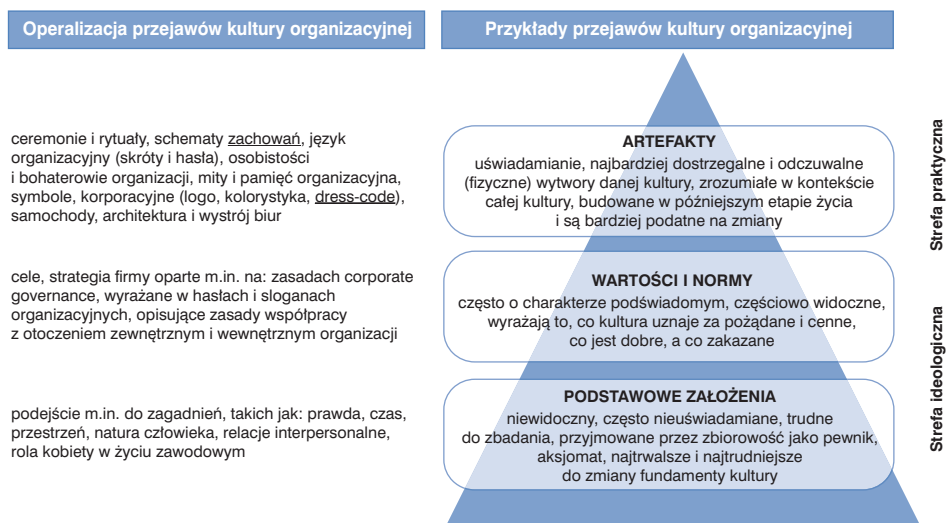 Operalizacja przejawów kultury organizacyjnej
Przykłady przejawów kultury organizacyjnej
ceremonie i rytuały, schematy zachowań, język
organizacyjny (skróty i hasła), osobistości
i bohaterowie organizacji, mity i pamięć organizacyjna,
symbole, korporacyjne (logo, kolorystyka, dress-code),
samochody, architektura i wystrój biur
ARTEFAKTY
uświadamianie, najbardziej dostrzegalne i odczuwalne
(fizyczne) wytwory danej kultury, zrozumiałe w kontekście
całej kultury, budowane w późniejszym etapie życia
i są bardziej podatne na zmiany
Strefa praktyczna
cele, strategia firmy oparte m.in. na: zasadach corporate
governance, wyrażane w hasłach i sloganach
organizacyjnych, opisujące zasady współpracy
z otoczeniem zewnętrznym i wewnętrznym organizacji
WARTOŚCI I NORMY
często o charakterze podświadomym, częściowo widoczne,
wyrażają to, co kultura uznaje za pożądane i cenne,
co jest dobre, a co zakazane
podejście m.in. do zagadnień, takich jak: prawda, czas,
przestrzeń, natura człowieka, relacje interpersonalne,
rola kobiety w życiu zawodowym
PODSTAWOWE ZAŁOŻENIA
niewidoczny, często nieuświadamiane, trudne
do zbadania, przyjmowane przez zbiorowość jako pewnik,
aksjomat, najtrwalsze i najtrudniejsze
do zmiany fundamenty kultury
Strefa ideologiczna